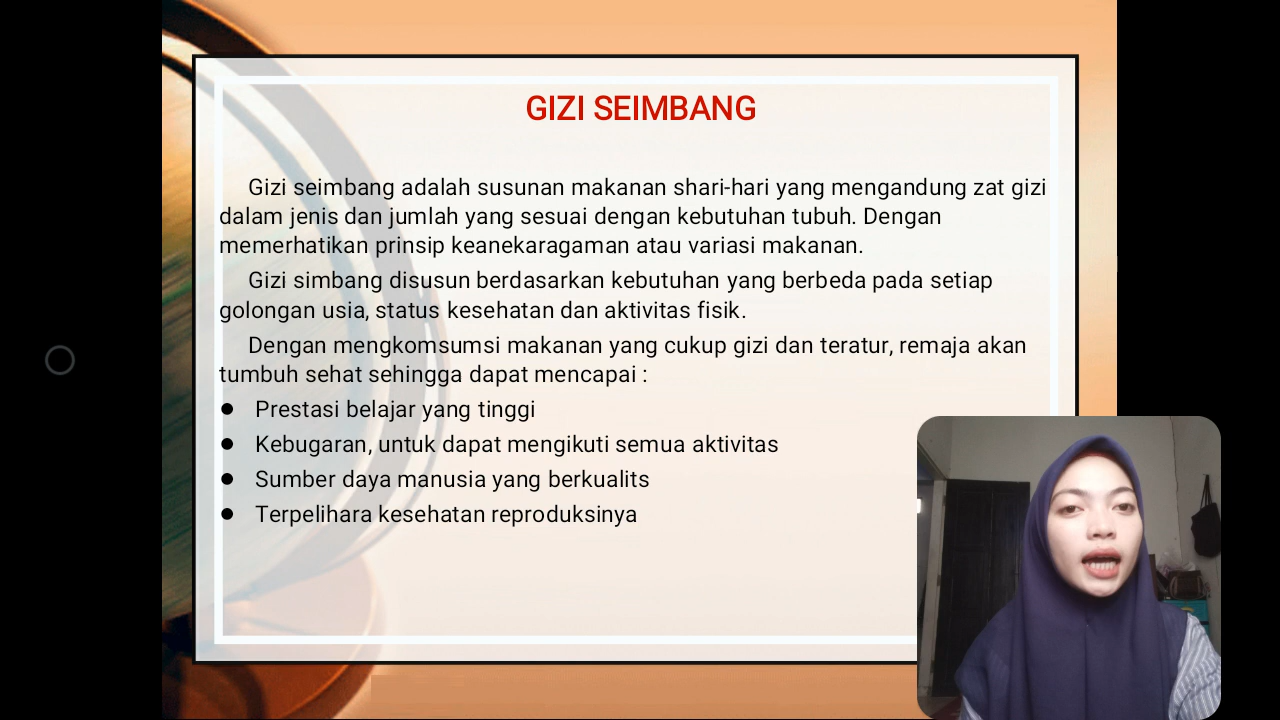 GIZI SEIMBANG
Gizi seimbang adalah susunan makanan shari-hari yang mengandung zat gizi
dalam jenis dan jumlah yang sesuai dengan kebutuhan tubuh. Dengan
memerhatikan prinsip keanekaragaman atau variasi makanan.
Gizi simbang disusun berdasarkan kebutuhan yang berbeda pada setiap
golongan usia, status kesehatan dan aktivitas fisik.
Dengan mengkomsumsi makanan yang cukup gizi dan teratur, remaja akan
tumbuh sehat sehingga dapat mencapai :
● Prestasi belajar yang tinggi
● Kebugaran, untuk dapat mengikuti semua aktivitas
● Sumber daya manusia yang berkualits
● Terpelihara kesehatan reproduksinya